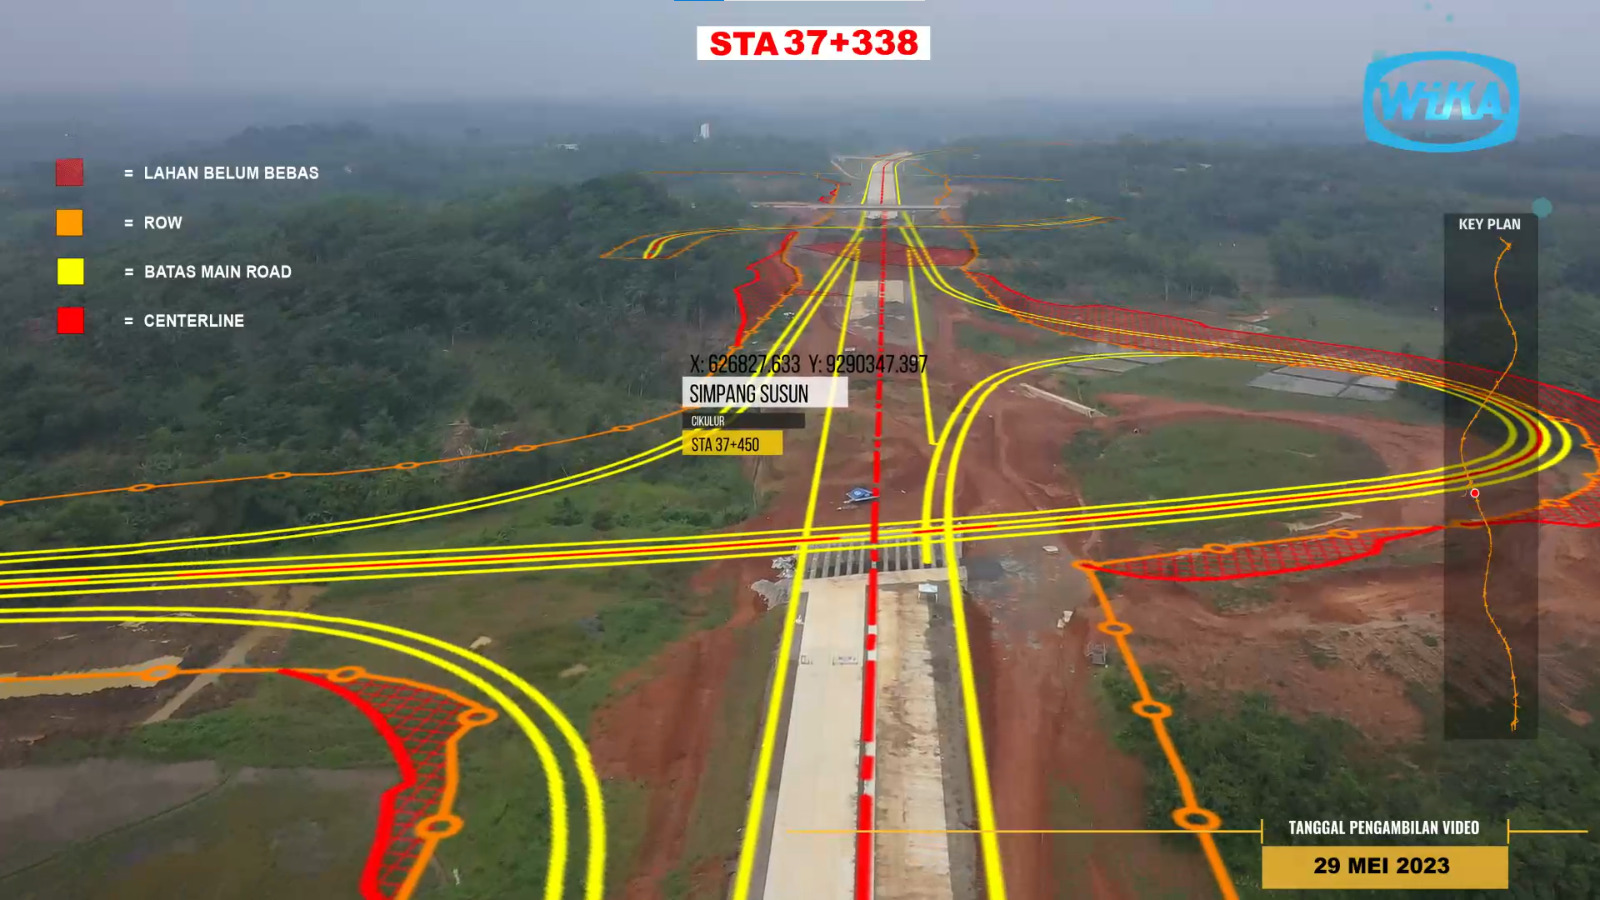 STA 37+338
WIKA
= LAHAN BELUM BEBAS
= ROW
= BATAS MAIN ROAD
= CENTERLINE
KEY PLAN
X: 626827.633 Y: 9290347.397
SIMPANG SUSUN
CIKULUR
STA 37+450
TANGGAL PENGAMBILAN VIDEO
29 MEI 2023